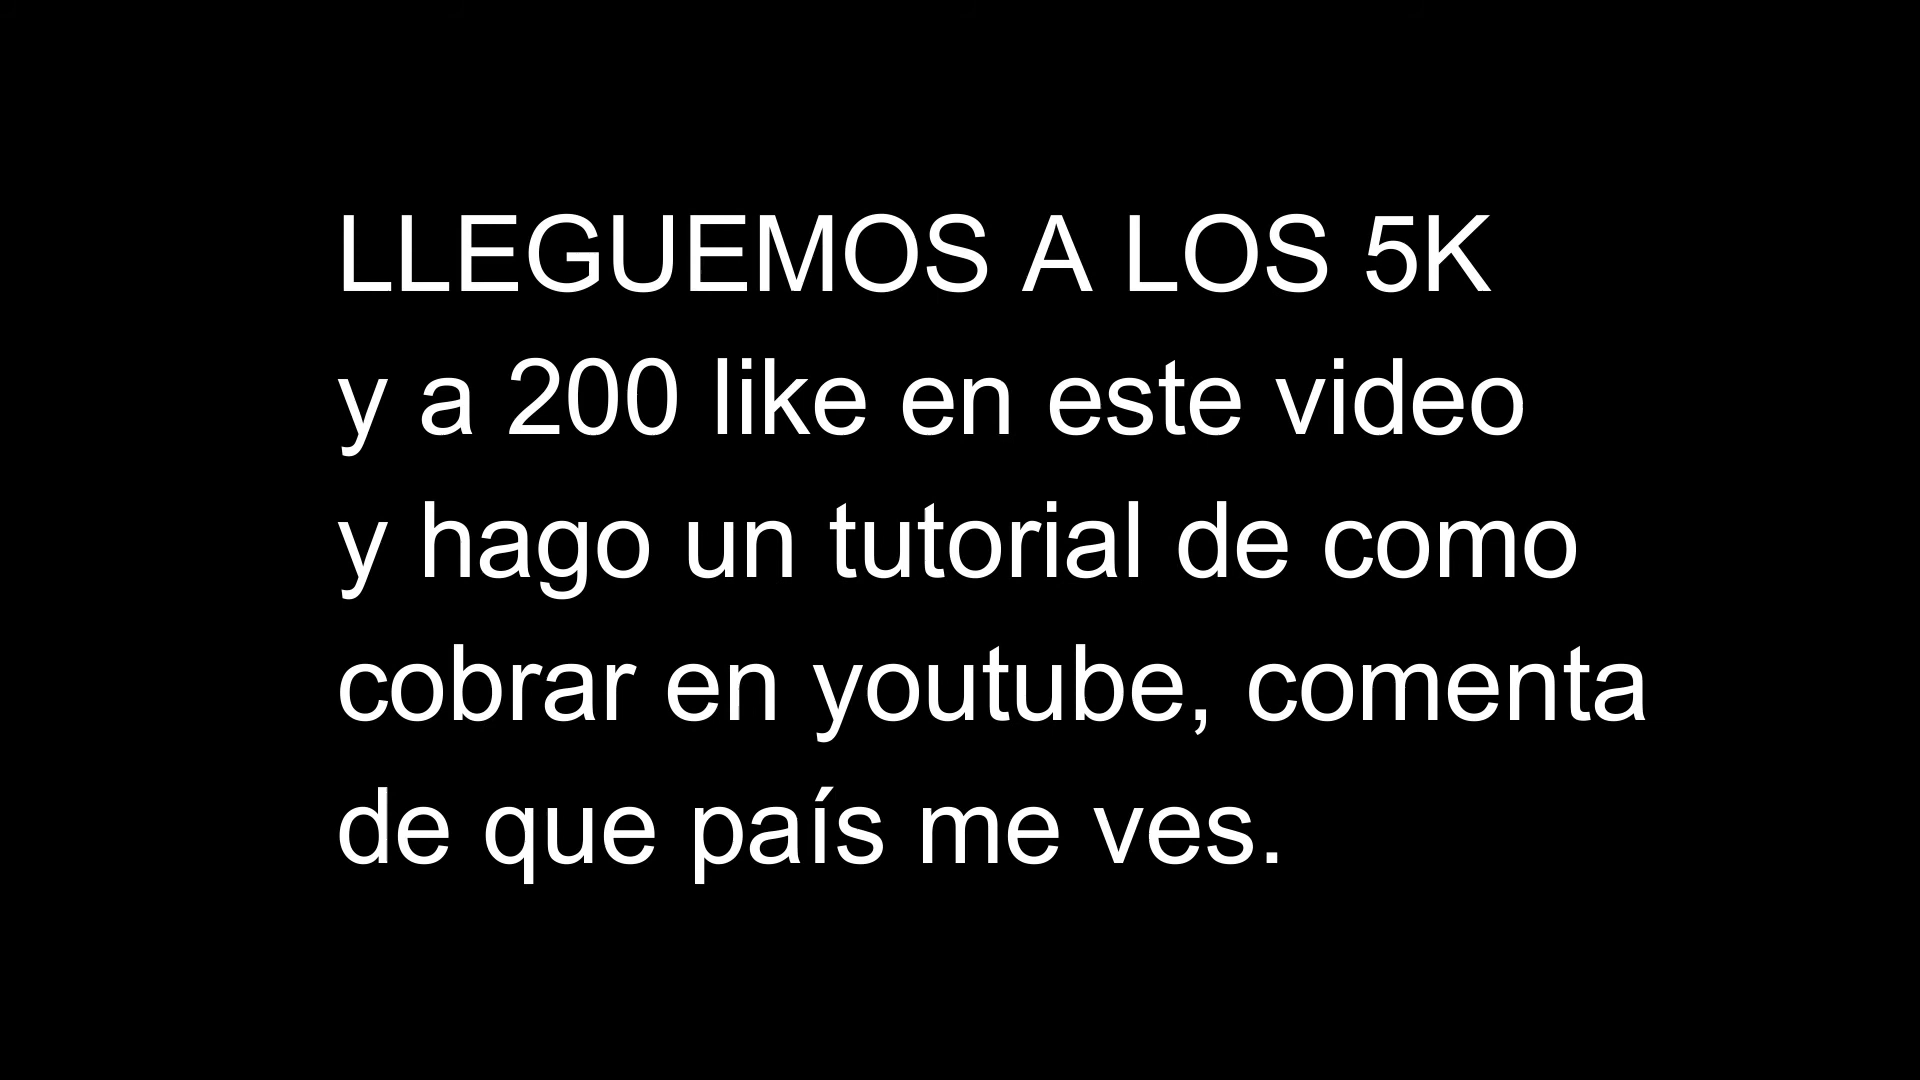 LLEGUEMOS A LOS 5K
y a 200 like en este video
y hago un tutorial de como
cobrar en youtube, comenta
de que país me ves.